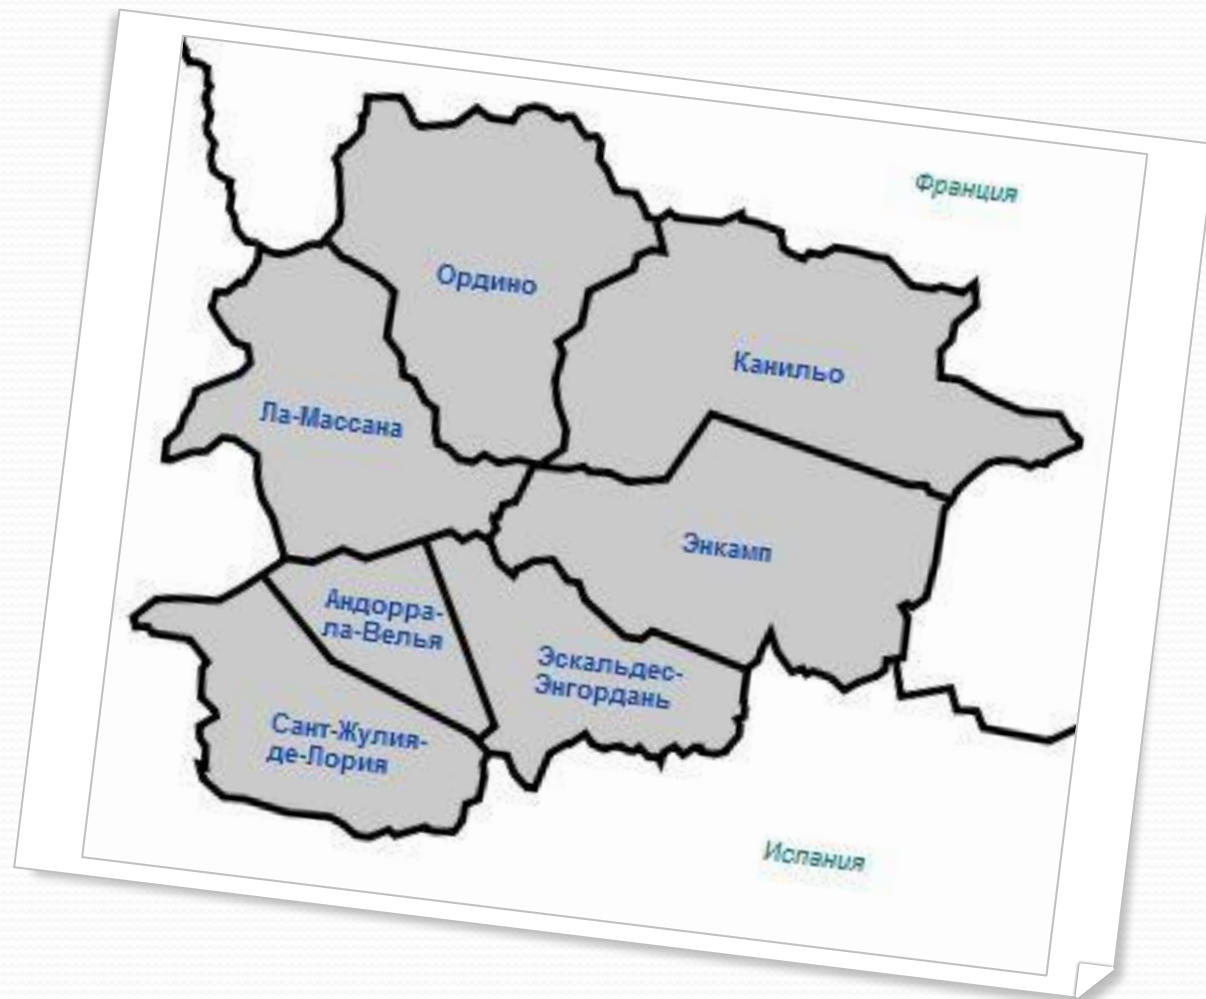 Франция
Ордино
Канильо
Ла-Массана
Энкамп
Андорра-
ла-Велья
Эскальдес-
Энгордань
Сант-Жулия-
де-Лория
Испания